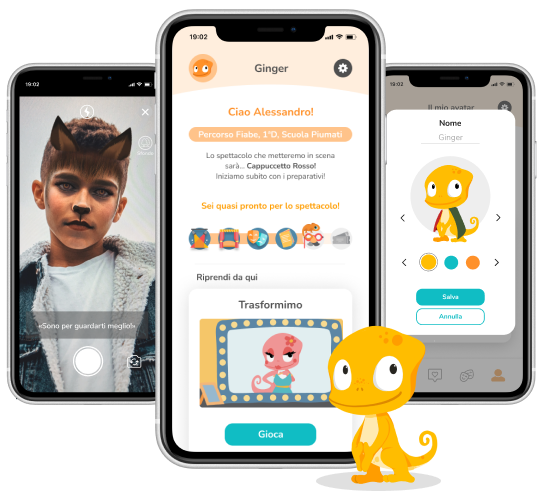 19:02
«Sono per guardarti meglio!»
19:02
Ginger
Ciao Alessandro!
Percorso Fiabe, 1°D, Scuola Piumati
Lo spettacolo che metteremo in scena
sarà... Cappuccetto Rosso!
Iniziamo subito con i preparativi!
Sei quasi pronto per lo spettacolo!
Riprendi da qui
Trasformimo
Gioca
19:02
Il mio avatar
Nome
Ginger
Salva
Annulla